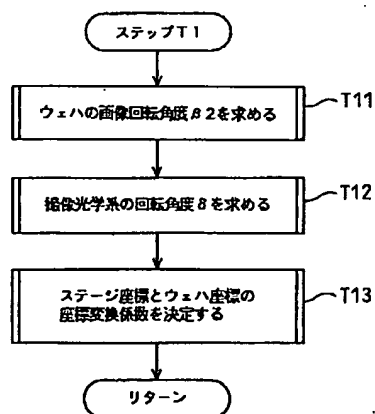 ステップT1
ウェハの画像回転角度β2を求める
T11
撮像光学系の回転角度βを求める
T12
ステージ座標とウェハ座標の
座標変換係数を決定する
T13
リターン